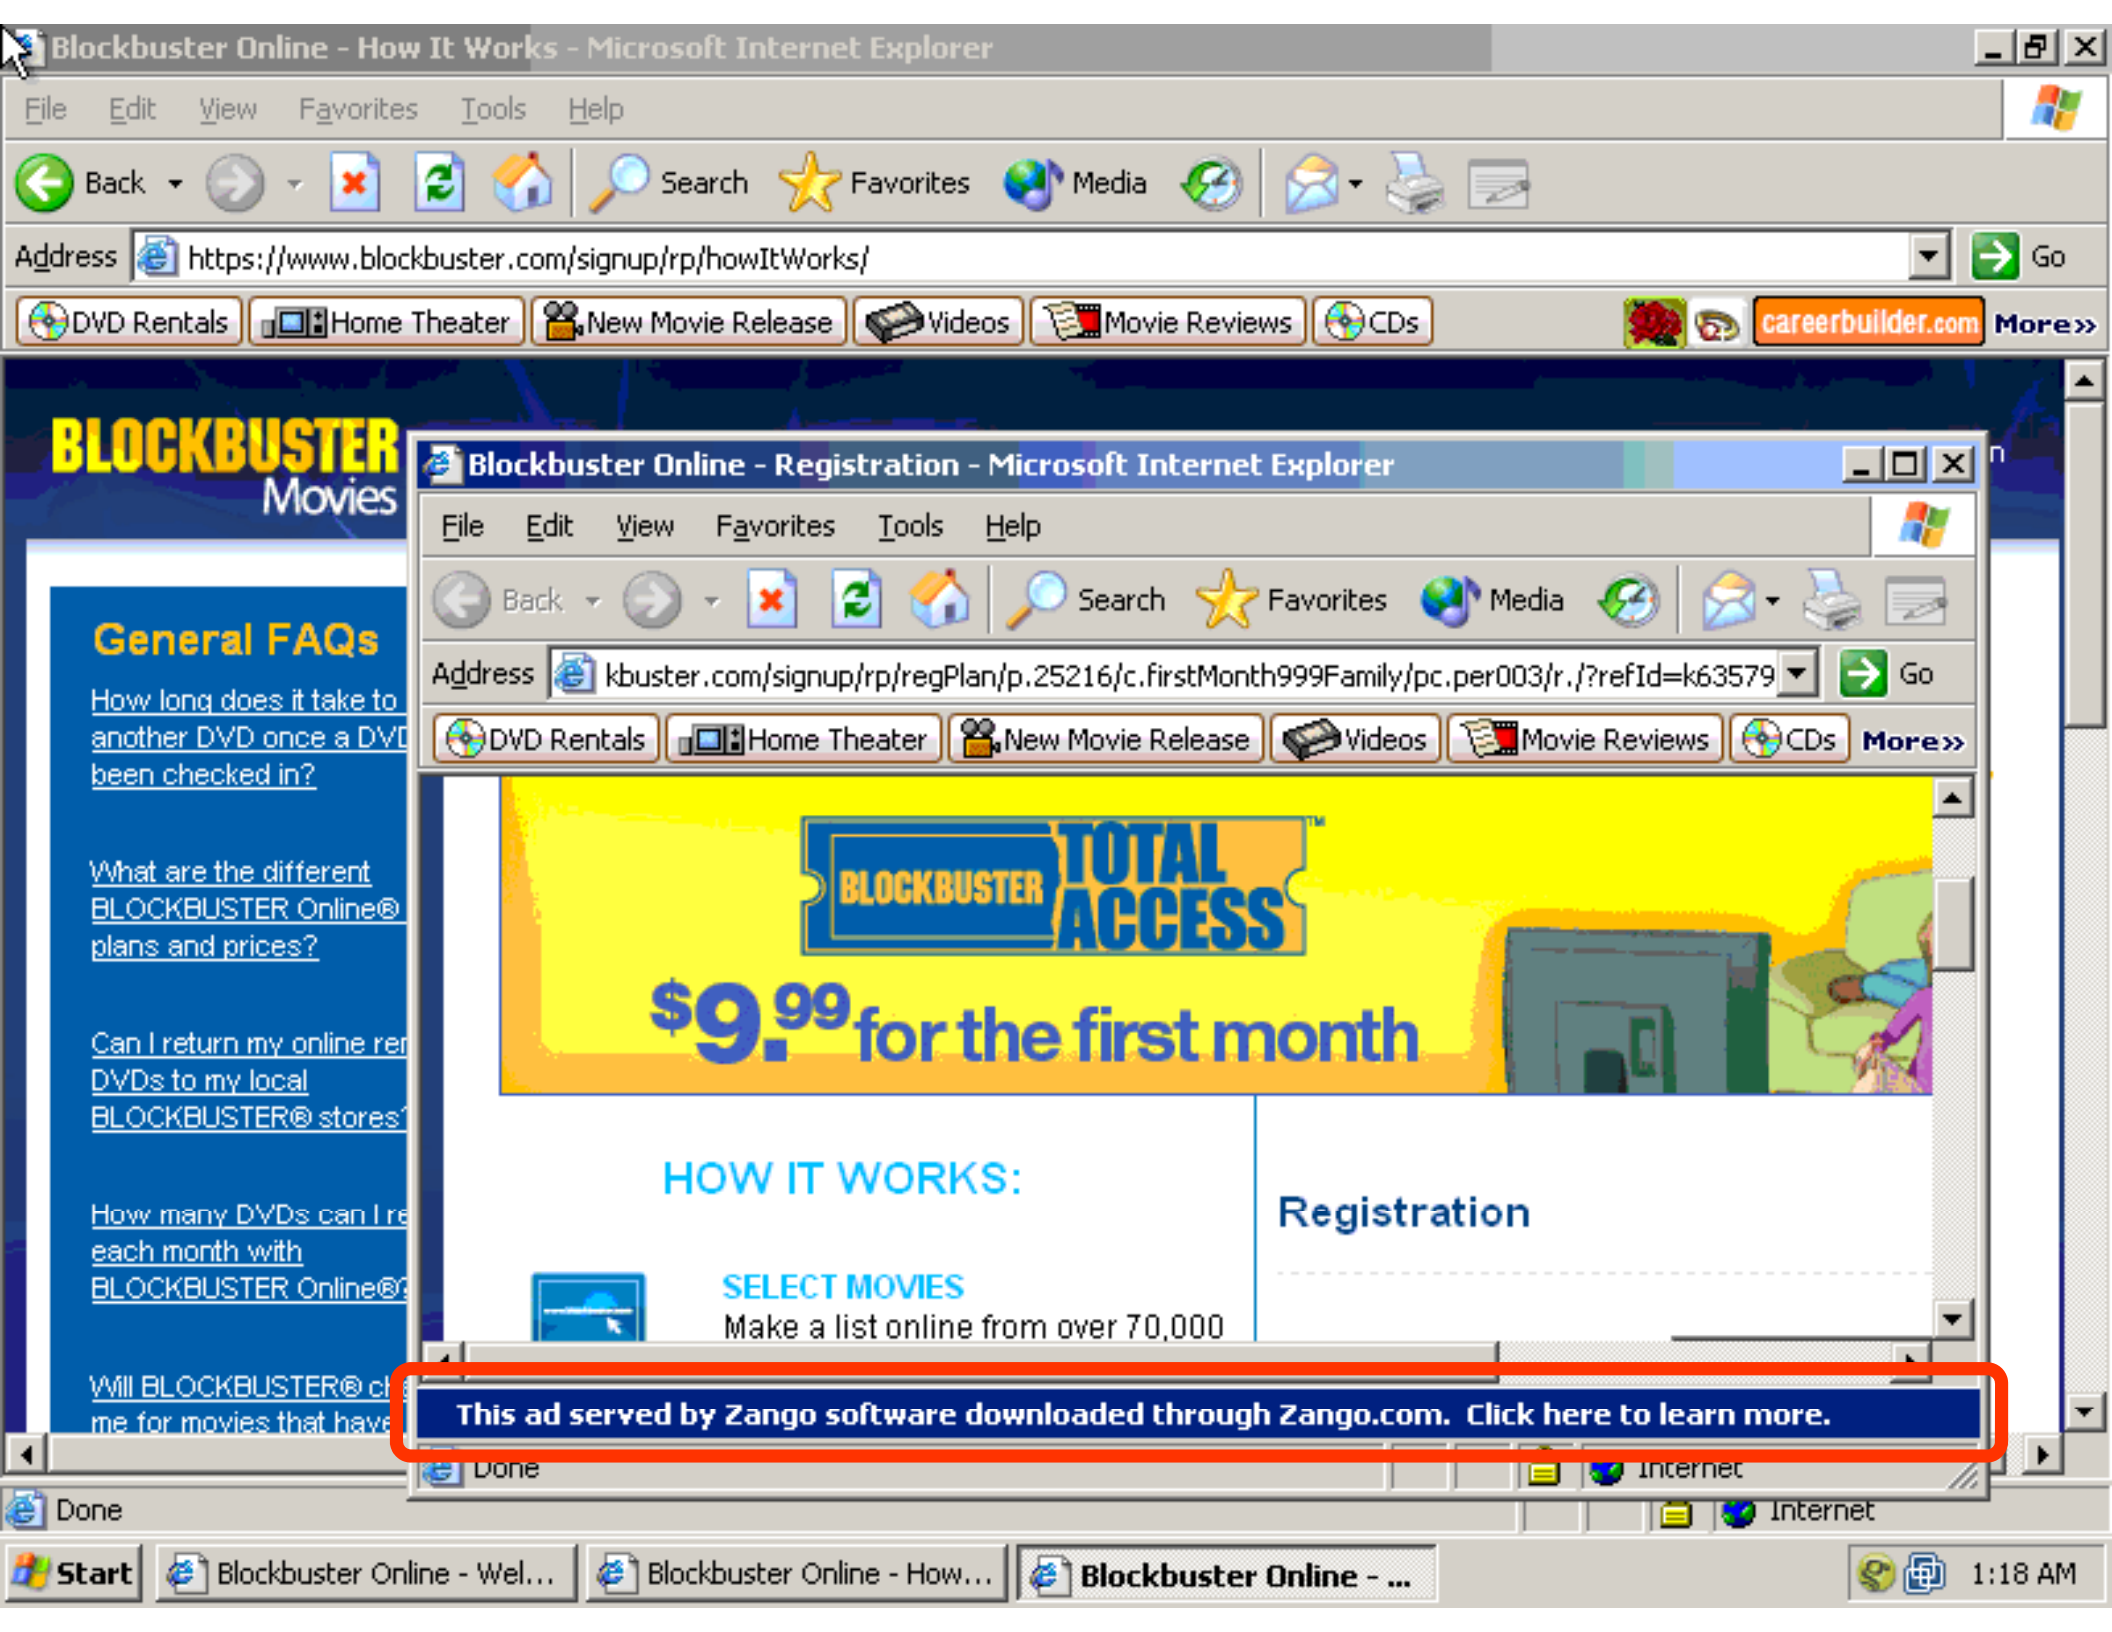 Blockbuster Online - How It Works - Microsoft Internet Explorer
File Edit View Favorites Tools Help
Back Search Favorites Media
Address https://www.blockbuster.com/signup/rp/howItWorks/ Go
DVD Rentals Home Theater New Movie Release Videos Movie Reviews CDs careerbuilder.com More»
BLOCKBUSTER
Movies
n
General FAQs
How long does it take to
another DVD once a DVD
been checked in?
What are the different
BLOCKBUSTER Online®
plans and prices?
Can I return my online ren
DVDs to my local
BLOCKBUSTER® stores?
How many DVDs can I re
each month with
BLOCKBUSTER Online®?
Will BLOCKBUSTER® cha
me for movies that have
Blockbuster Online - Registration - Microsoft Internet Explorer
File Edit View Favorites Tools Help
Back Search Favorites Media
Address kbuster.com/signup/rp/regPlan/p.25216/c.firstMonth999Family/pc.per003/r./?refId=k63579 Go
DVD Rentals Home Theater New Movie Release Videos Movie Reviews CDs More»
BLOCKBUSTER TOTAL ACCESS™
$9.99 for the first month
HOW IT WORKS:
SELECT MOVIES
Make a list online from over 70,000
Registration
This ad served by Zango software downloaded through Zango.com. Click here to learn more.
Done Internet
Done Internet
Start Blockbuster Online - Wel... Blockbuster Online - How... Blockbuster Online - ... 1:18 AM